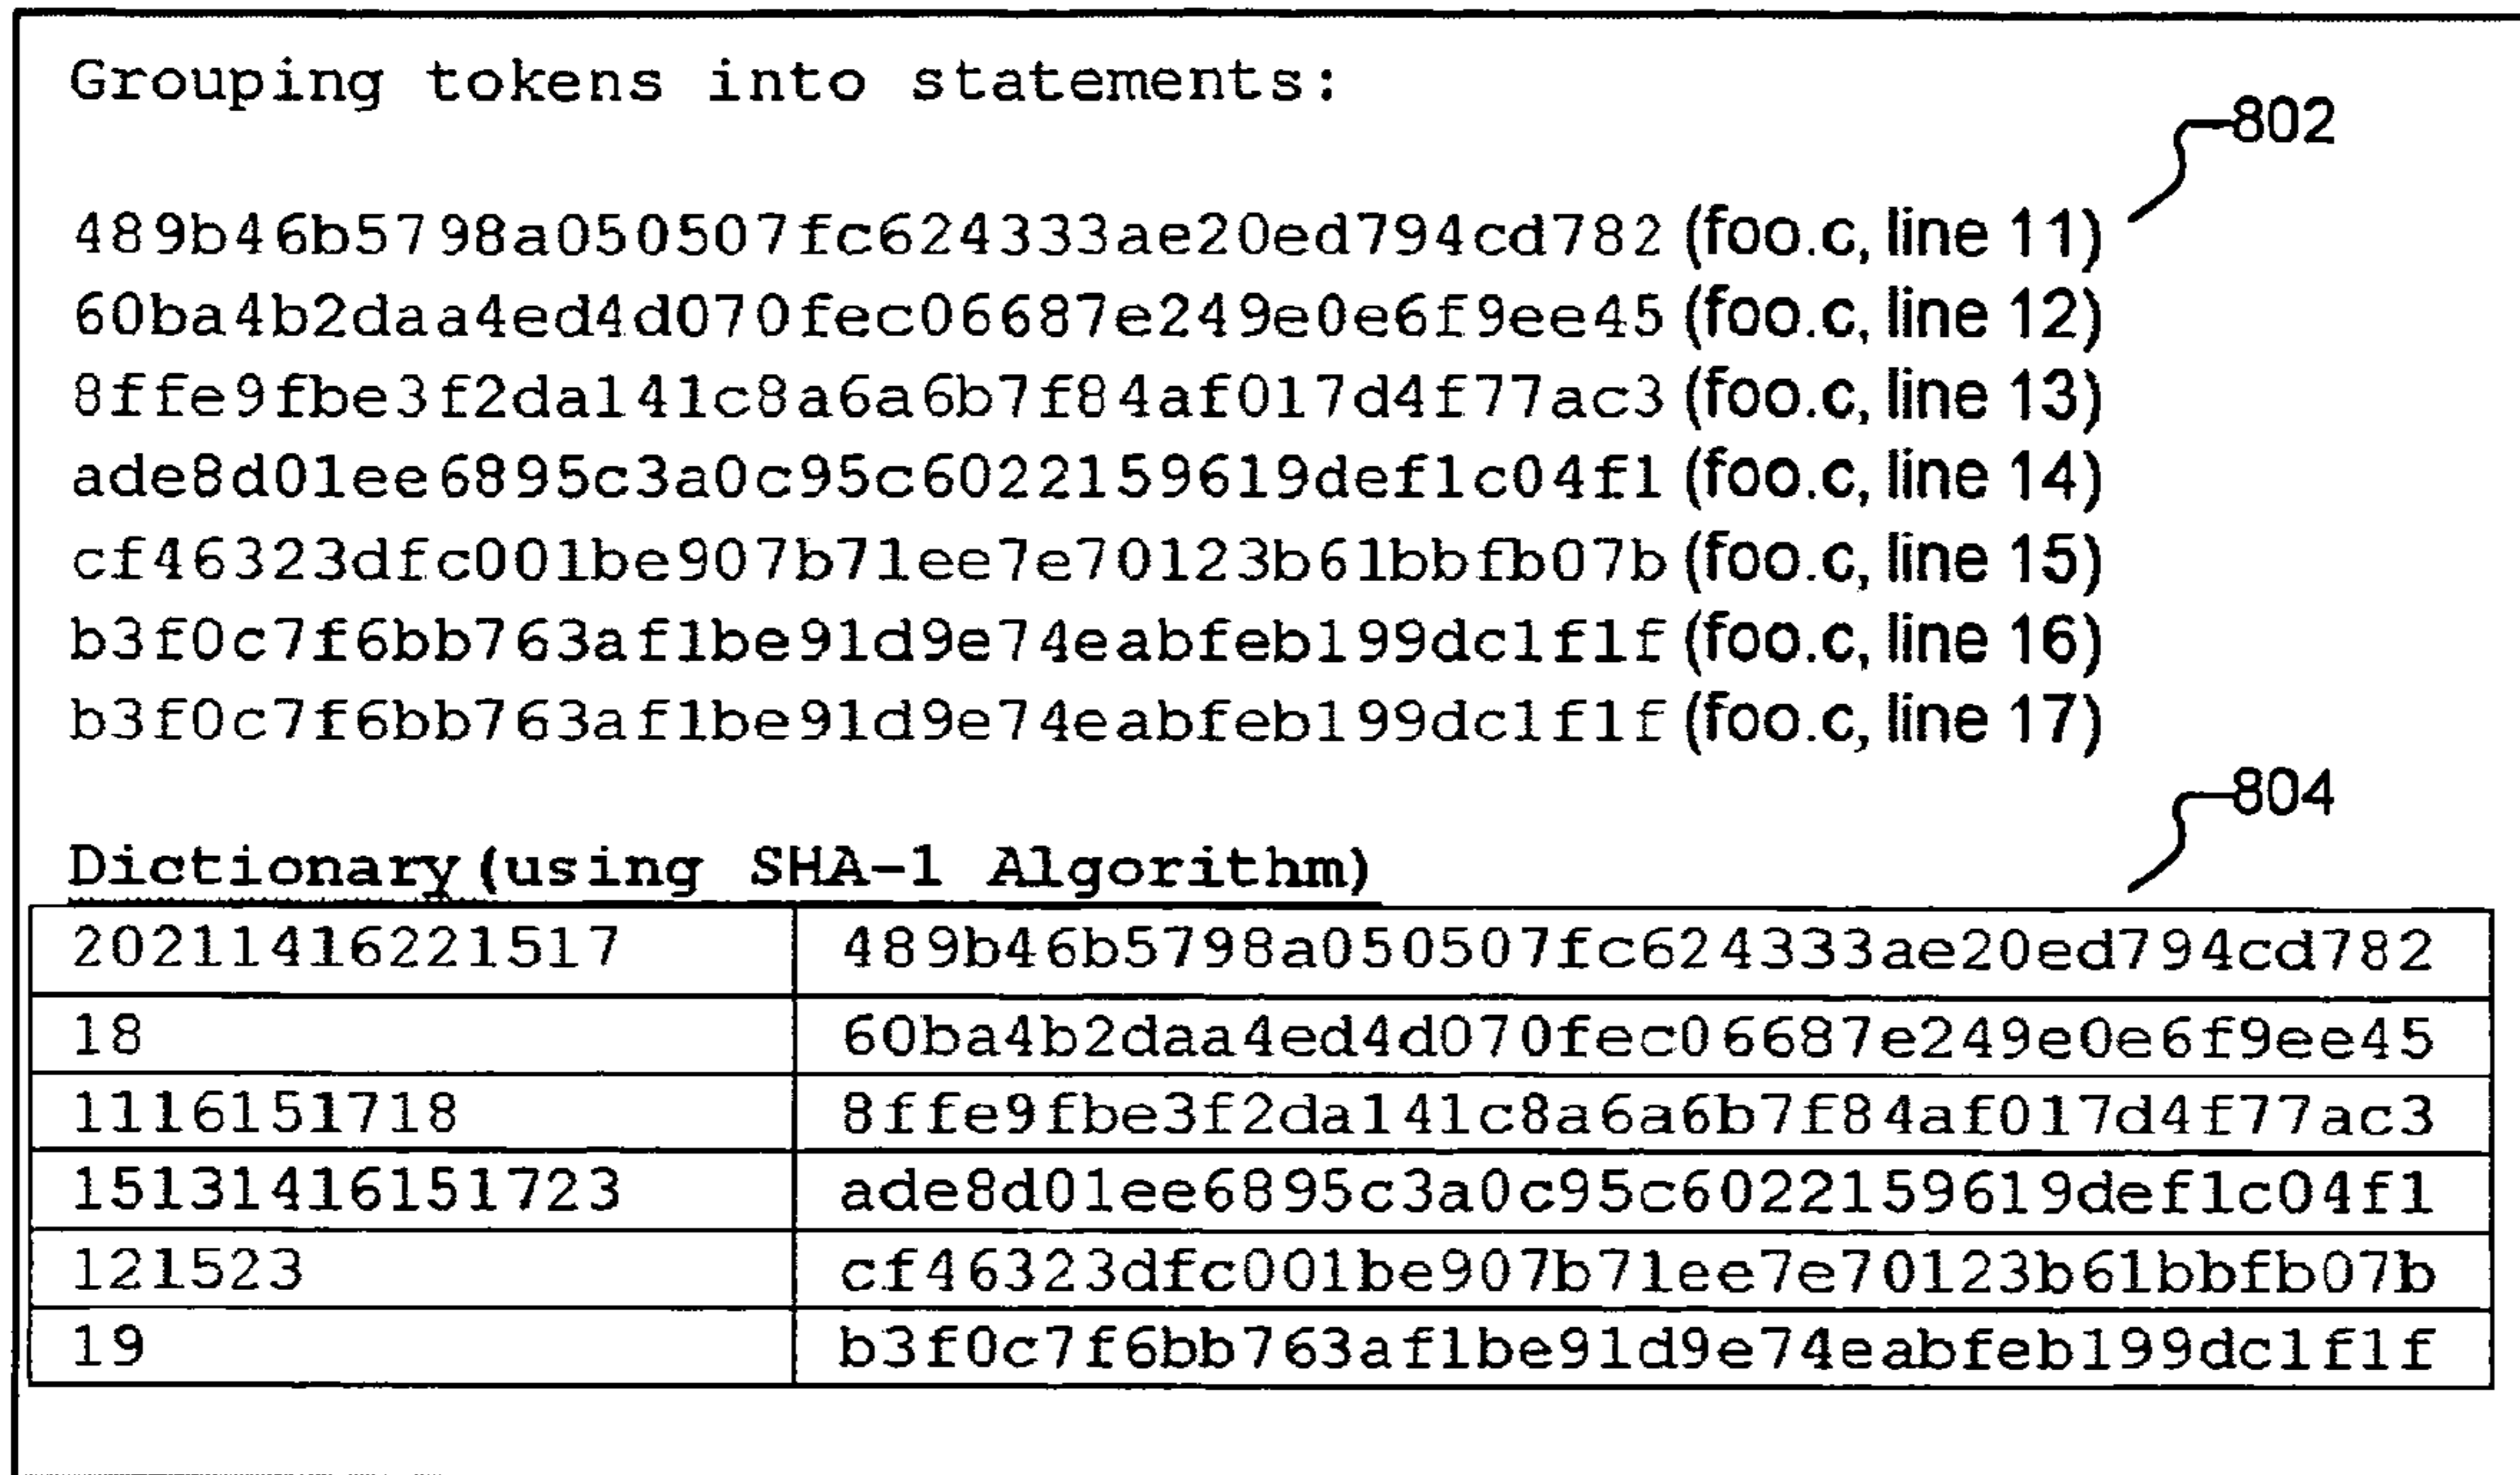 Grouping tokens into statements:
802
489b46b5798a050507fc624333ae20ed794cd782 (foo.c, line 11)
60ba4b2daa4ed4d070fec06687e249e0e6f9ee45 (foo.c, line 12)
8ffe9fbe3f2da141c8a6a6b7f84af017d4f77ac3 (foo.c, line 13)
ade8d01ee6895c3a0c95c6022159619def1c04f1 (foo.c, line 14)
cf46323dfc001be907b71ee7e70123b61bbfb07b (foo.c, line 15)
b3f0c7f6bb763af1be91d9e74eabfeb199dc1f1f (foo.c, line 16)
b3f0c7f6bb763af1be91d9e74eabfeb199dc1f1f (foo.c, line 17)
804
Dictionary(using SHA-1 Algorithm)
20211416221517 489b46b5798a050507fc624333ae20ed794cd782
18 60ba4b2daa4ed4d070fec06687e249e0e6f9ee45
1116151718 8ffe9fbe3f2da141c8a6a6b7f84af017d4f77ac3
15131416151723 ade8d01ee6895c3a0c95c6022159619def1c04f1
121523 cf46323dfc001be907b71ee7e70123b61bbfb07b
19 b3f0c7f6bb763af1be91d9e74eabfeb199dc1f1f